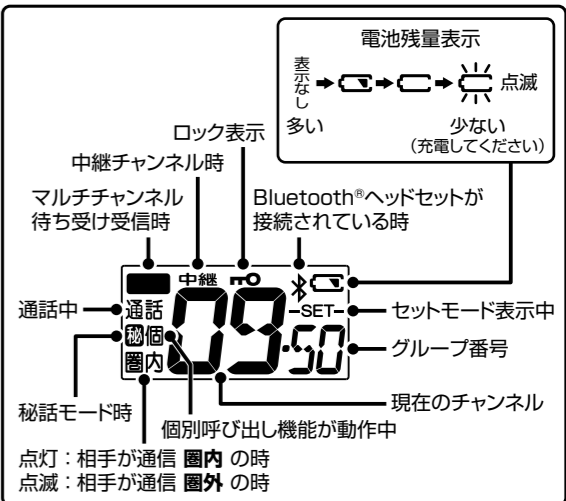 電池残量表示
表示なし
点滅
多い
少ない
(充電してください)
ロック表示
中継チャンネル時
マルチチャンネル
待ち受け受信時
Bluetooth®ヘッドセットが
接続されている時
中継
通話中
通話
-SET-
セットモード表示中
秘個
09
-50
グループ番号
圏内
秘話モード時
現在のチャンネル
個別呼び出し機能が動作中
点灯：相手が通信 圏内 の時
点滅：相手が通信 圏外 の時